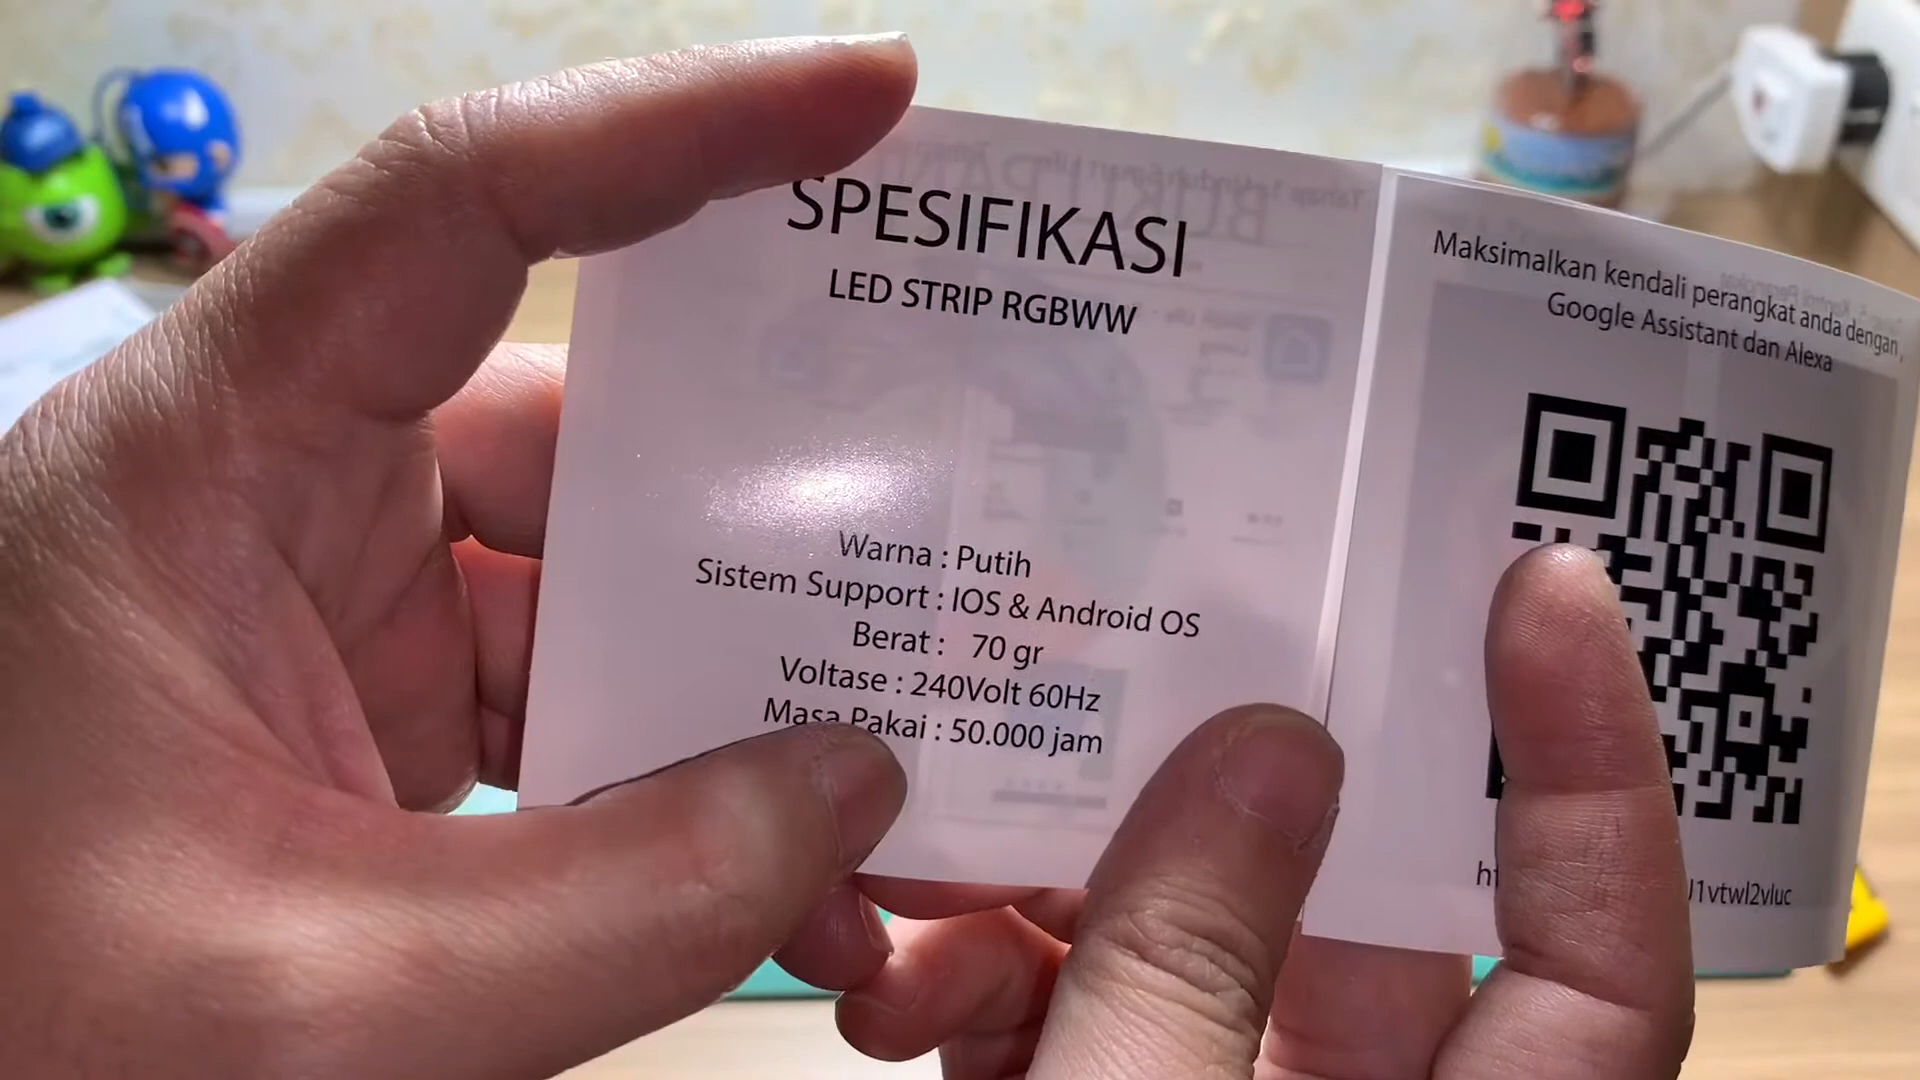 SPESIFIKASI
LED STRIP RGBWW
Warna : Putih
Sistem Support : IOS & Android OS
Berat : 70 gr
Voltase : 240Volt 60Hz
Masa Pakai : 50.000 jam
Maksimalkan kendali perangkat anda dengan
Google Assistant dan Alexa